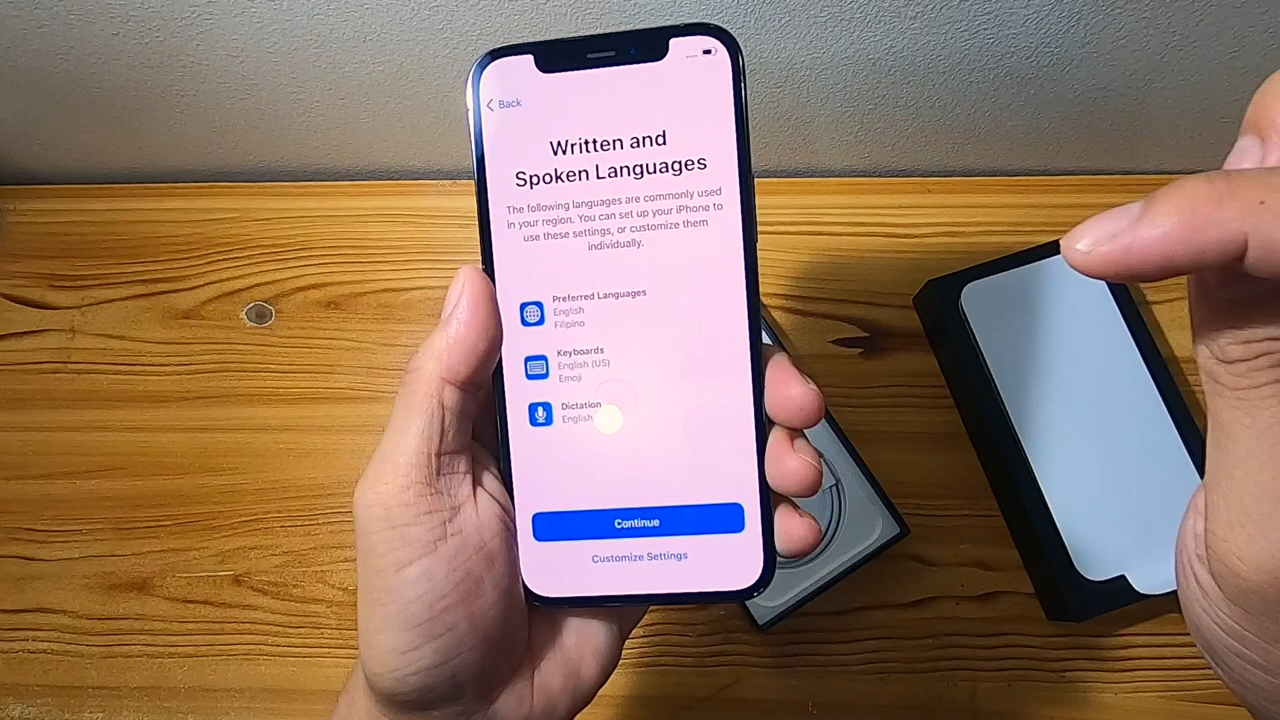 Back
Written and
Spoken Languages
The following languages are commonly used
in your region. You can set up your iPhone to
use these settings, or customize them
individually.
Preferred Languages
English
Filipino
Keyboards
English (US)
Emoji
Dictation
English
Continue
Customize Settings